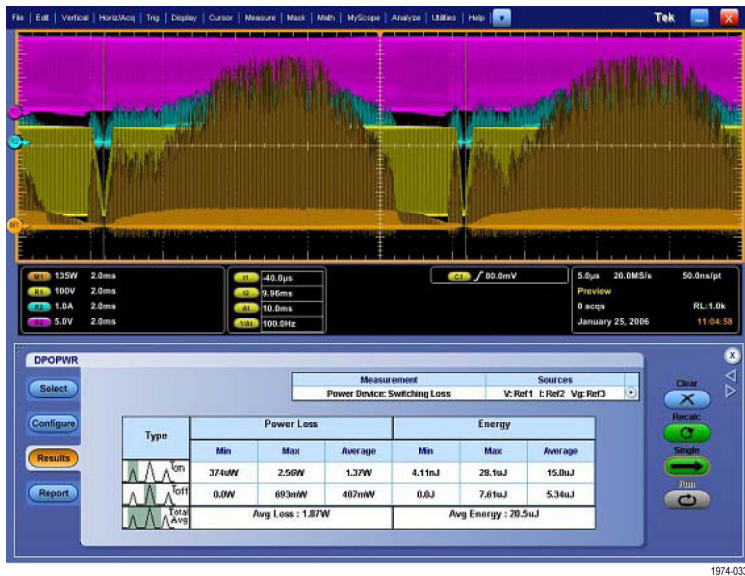 File | Edit | Vertical | Horiz/Acq | Trig | Display | Cursor | Measure | Mask | Math | MyScope | Analyze | Utilities | Help
Tek
M1 135W 2.0ms
R1 100V 2.0ms
R2 1.0A 2.0ms
R3 5.0V 2.0ms
t1 -40.0µs
t2 9.96ms
Δt 10.0ms
1/Δt 100.0Hz
C1 80.0mV
5.0µs 20.0MS/s 50.0ns/pt
Preview
0 acqs RL:1.0k
January 25, 2006 11:04:58
DPOPWR
Select
Configure
Results
Report
Measurement Sources
Power Device: Switching Loss V: Ref1 I: Ref2 Vg: Ref3
Type Power Loss Energy
Min Max Average Min Max Average
Ton 374uW 2.56W 1.37W 4.11nJ 28.1uJ 15.0uJ
Toff 0.0W 693mW 487mW 0.0J 7.61uJ 5.34uJ
Total Avg Avg Loss : 1.87W Avg Energy : 20.5uJ
Clear
Recalc
Single
Run